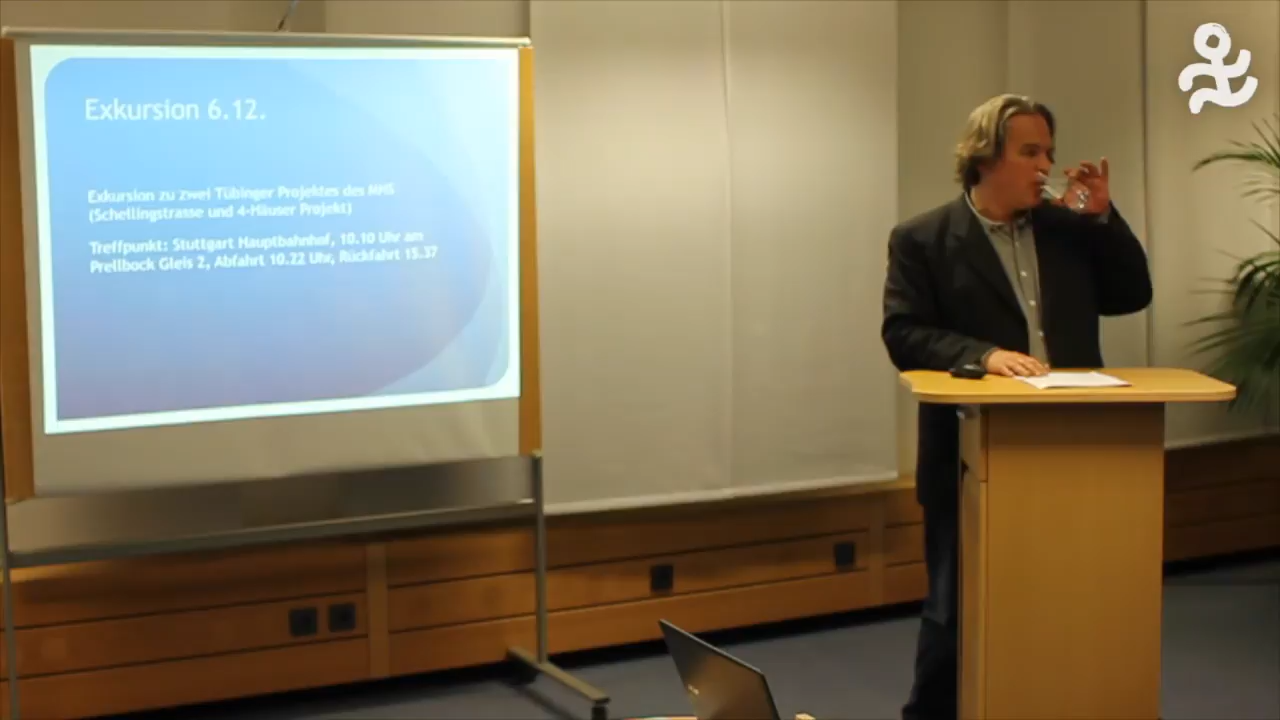 Exkursion 6.12.
Exkursion zu zwei Tübinger Projektes des MHS
(Schellingstrasse und 4-Häuser Projekt)
Treffpunkt: Stuttgart Hauptbahnhof, 10.10 Uhr am
Prellbock Gleis 2, Abfahrt 10.22 Uhr, Rückfahrt 15.37